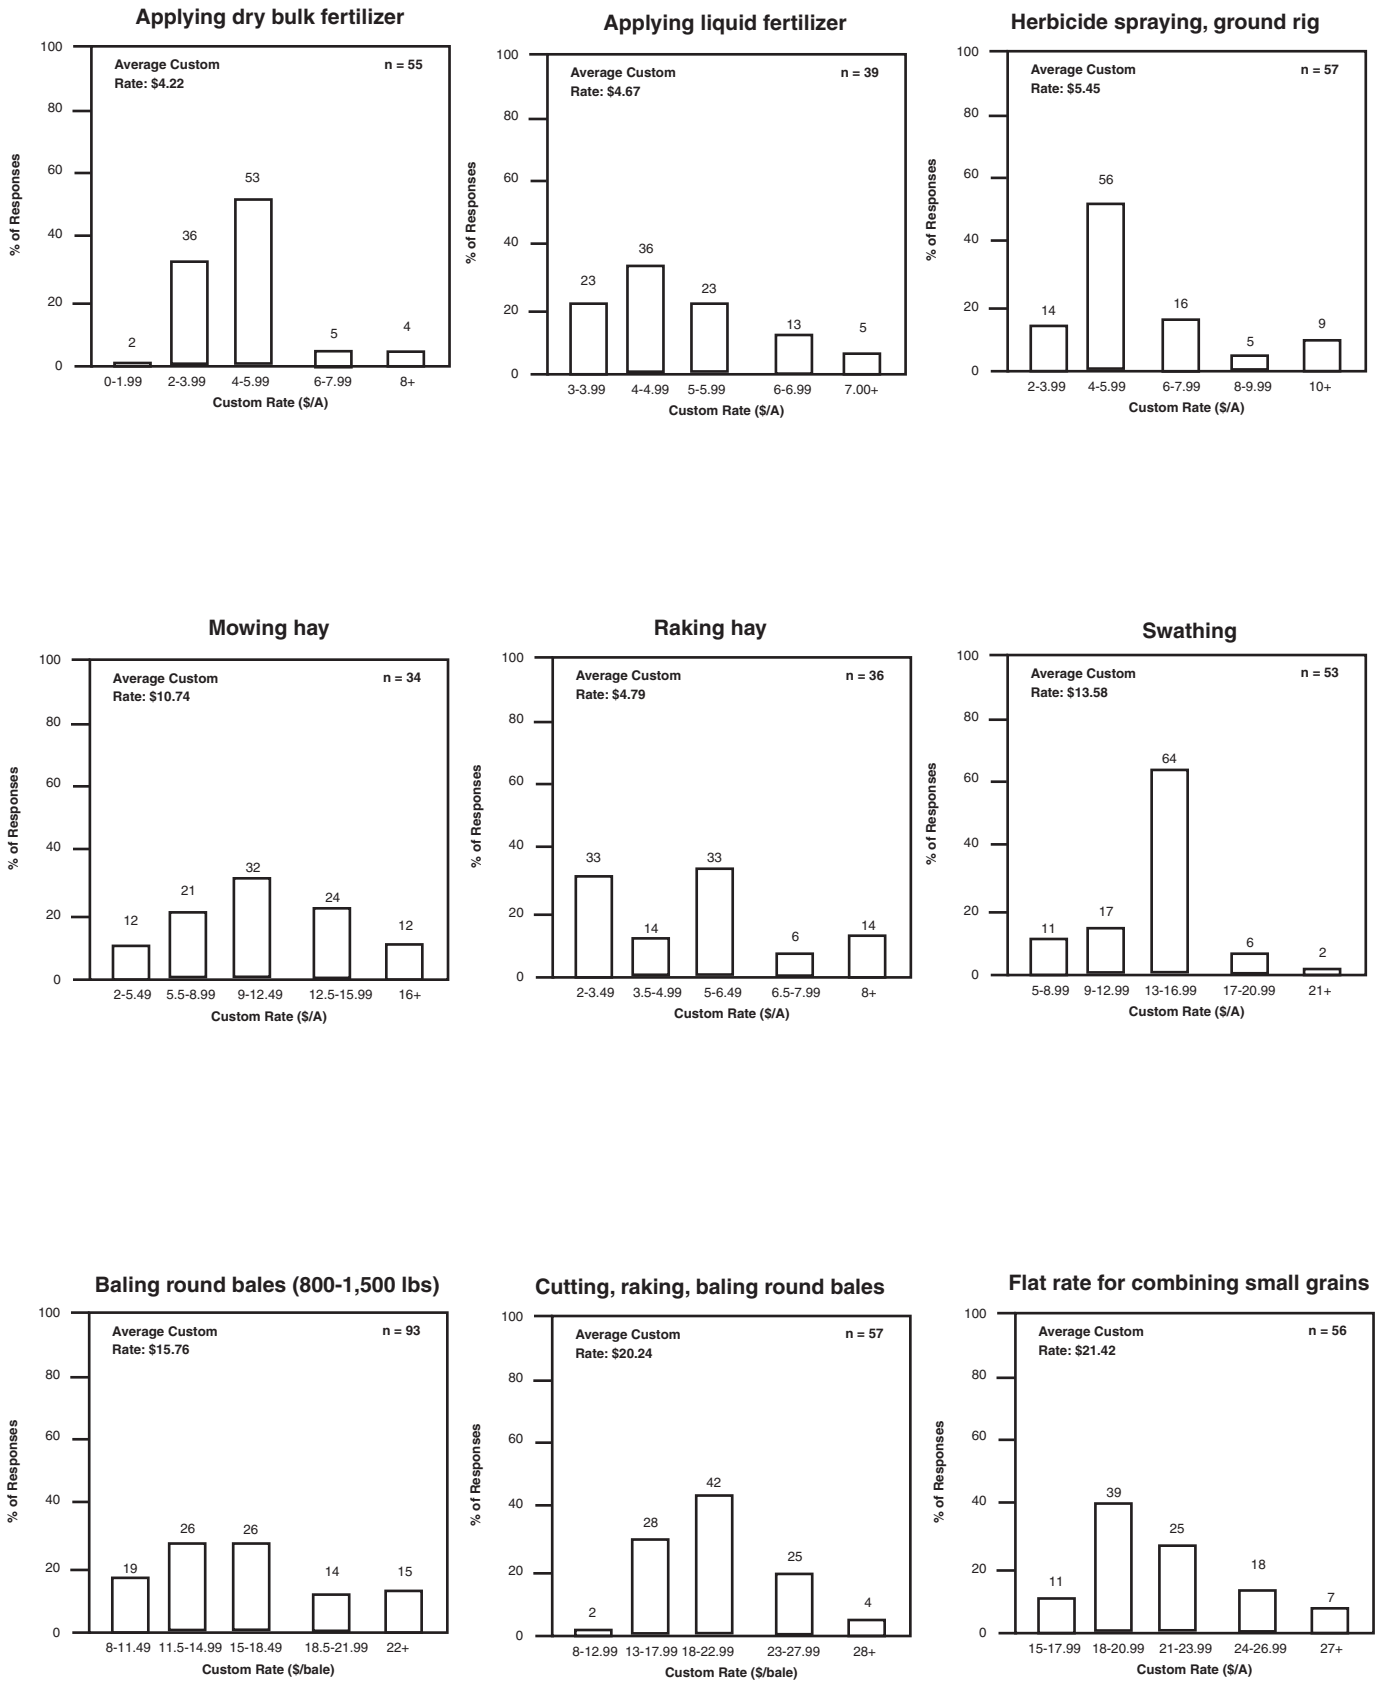 Applying dry bulk fertilizer
Average Custom
Rate: $4.22
n = 55
% of Responses
100
80
60
40
20
0
2
36
53
5
4
0-1.99 2-3.99 4-5.99 6-7.99 8+
Custom Rate ($/A)
Applying liquid fertilizer
Average Custom
Rate: $4.67
n = 39
% of Responses
100
80
60
40
20
0
23
36
23
13
5
3-3.99 4-4.99 5-5.99 6-6.99 7.00+
Custom Rate ($/A)
Herbicide spraying, ground rig
Average Custom
Rate: $5.45
n = 57
% of Responses
100
80
60
40
20
0
14
56
16
5
9
2-3.99 4-5.99 6-7.99 8-9.99 10+
Custom Rate ($/A)
Mowing hay
Average Custom
Rate: $10.74
n = 34
% of Responses
100
80
60
40
20
0
12
21
32
24
12
2-5.49 5.5-8.99 9-12.49 12.5-15.99 16+
Custom Rate ($/A)
Raking hay
Average Custom
Rate: $4.79
n = 36
% of Responses
100
80
60
40
20
0
33
14
33
6
14
2-3.49 3.5-4.99 5-6.49 6.5-7.99 8+
Custom Rate ($/A)
Swathing
Average Custom
Rate: $13.58
n = 53
% of Responses
100
80
60
40
20
0
11
17
64
6
2
5-8.99 9-12.99 13-16.99 17-20.99 21+
Custom Rate ($/A)
Baling round bales (800-1,500 lbs)
Average Custom
Rate: $15.76
n = 93
% of Responses
100
80
60
40
20
0
19
26
26
14
15
8-11.49 11.5-14.99 15-18.49 18.5-21.99 22+
Custom Rate ($/bale)
Cutting, raking, baling round bales
Average Custom
Rate: $20.24
n = 57
% of Responses
100
80
60
40
20
0
2
28
42
25
4
8-12.99 13-17.99 18-22.99 23-27.99 28+
Custom Rate ($/bale)
Flat rate for combining small grains
Average Custom
Rate: $21.42
n = 56
% of Responses
100
80
60
40
20
0
11
39
25
18
7
15-17.99 18-20.99 21-23.99 24-26.99 27+
Custom Rate ($/A)